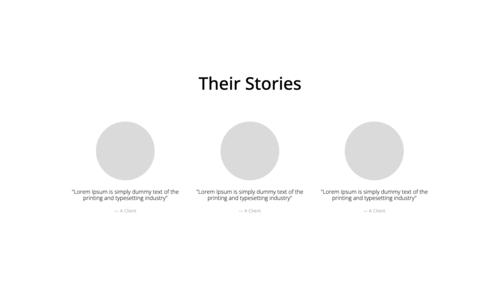 Their Stories
"Lorem Ipsum is simply dummy text of the
printing and typesetting industry"
— A Client
"Lorem Ipsum is simply dummy text of the
printing and typesetting industry"
— A Client
"Lorem Ipsum is simply dummy text of the
printing and typesetting industry"
— A Client